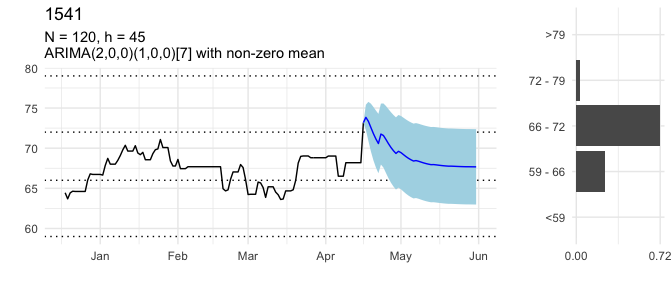 1541
N = 120, h = 45
ARIMA(2,0,0)(1,0,0)[7] with non-zero mean
80
75
70
65
60
Jan Feb Mar Apr May Jun
>79
72 - 79
66 - 72
59 - 66
<59
0.00 0.72